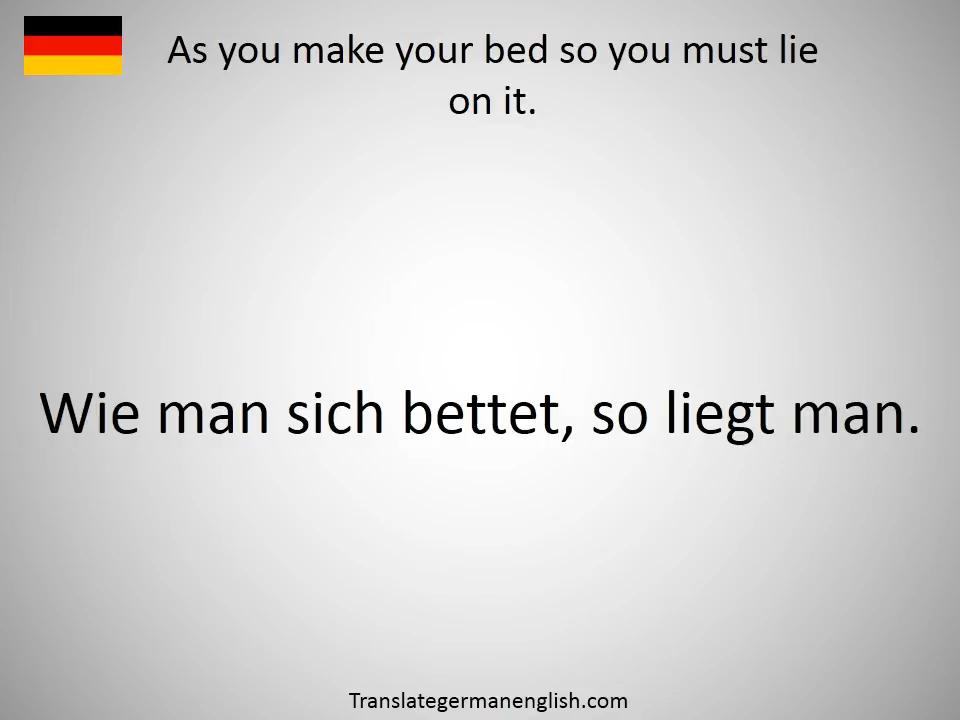 As you make your bed so you must lie
on it.
Wie man sich bettet, so liegt man.
Translategermanenglish.com